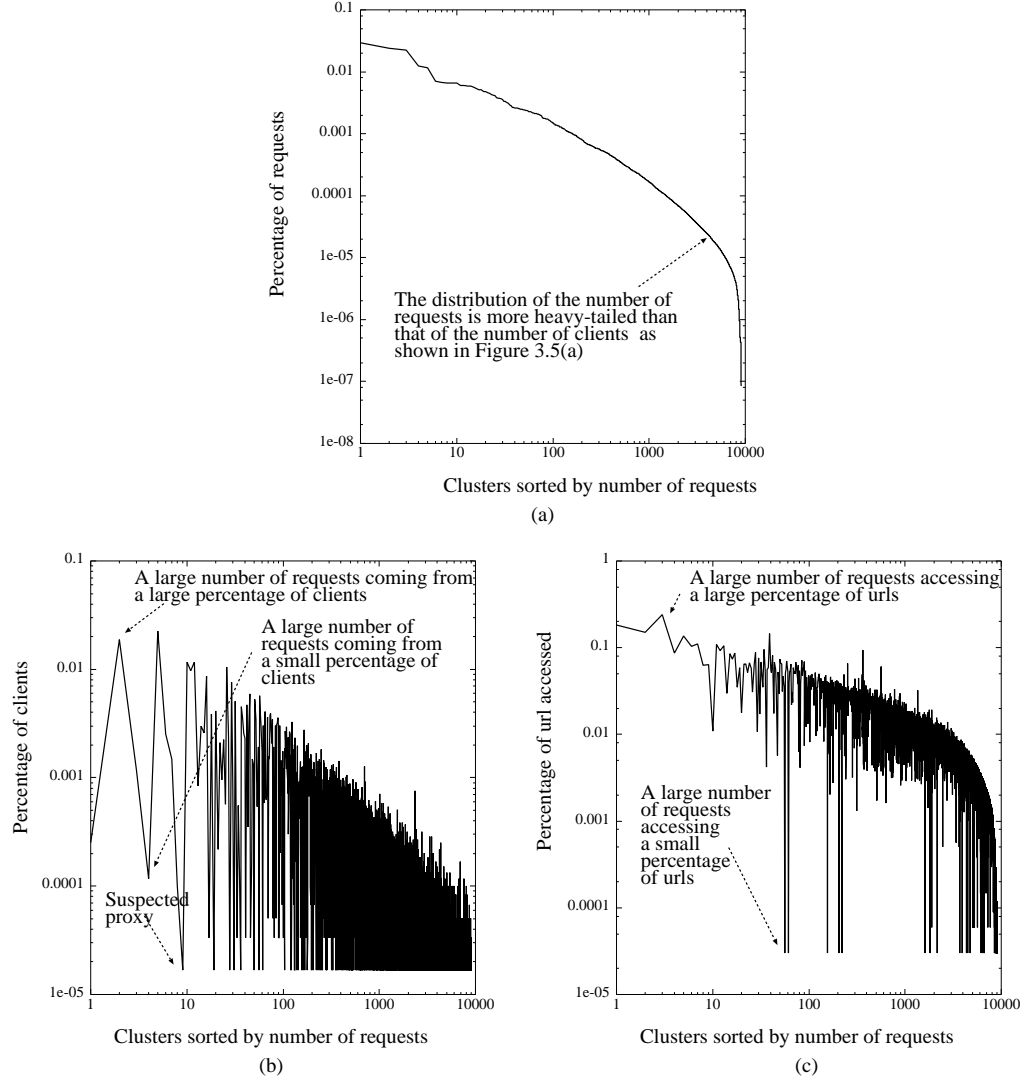 0.1
0.01
0.001
0.0001
1e-05
1e-06
1e-07
1e-08
Percentage of requests
The distribution of the number of
requests is more heavy-tailed than
that of the number of clients as
shown in Figure 3.5(a)
1 10 100 1000 10000
Clusters sorted by number of requests
(a)
0.1
0.01
0.001
0.0001
1e-05
Percentage of clients
A large number of requests coming from
a large percentage of clients
A large number of
requests coming from
a small percentage of
clients
Suspected
proxy
1 10 100 1000 10000
Clusters sorted by number of requests
(b)
1
0.1
0.01
0.001
0.0001
1e-05
Percentage of url accessed
A large number of requests accessing
a large percentage of urls
A large number
of requests
accessing
a small
percentage
of urls
1 10 100 1000 10000
Clusters sorted by number of requests
(c)